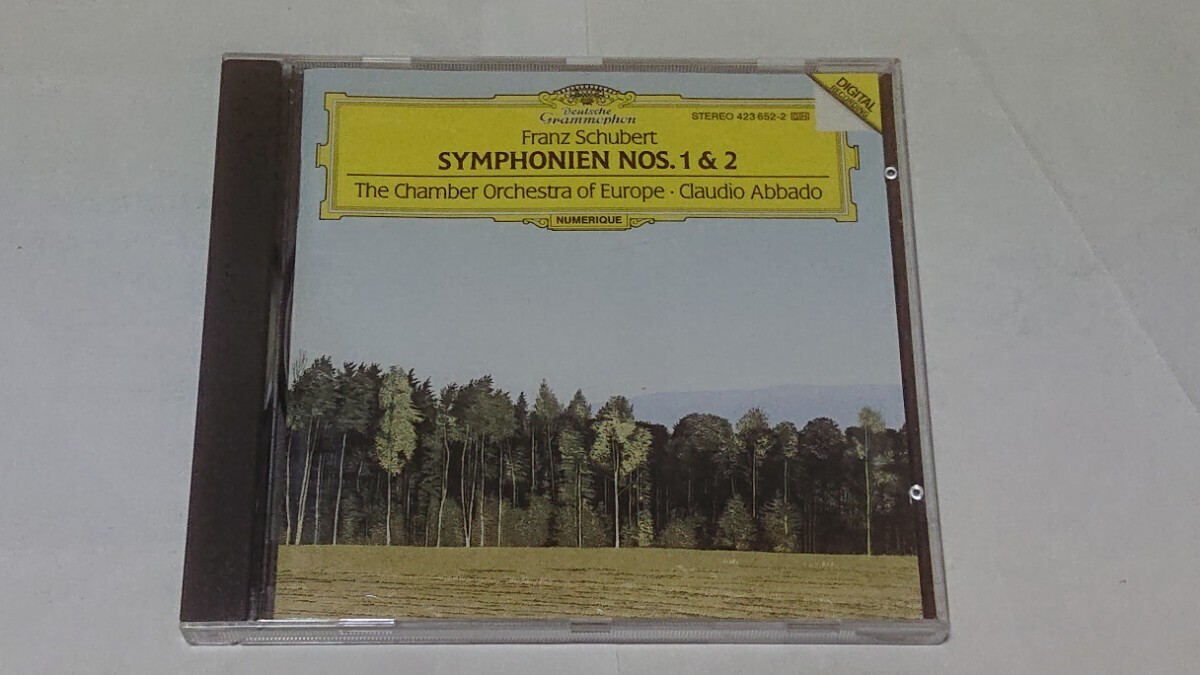 DIGITAL
RECORDING
Deutsche
Grammophon
STEREO 423 652-2
Franz Schubert
SYMPHONIEN NOS. 1 & 2
The Chamber Orchestra of Europe · Claudio Abbado
NUMERIQUE